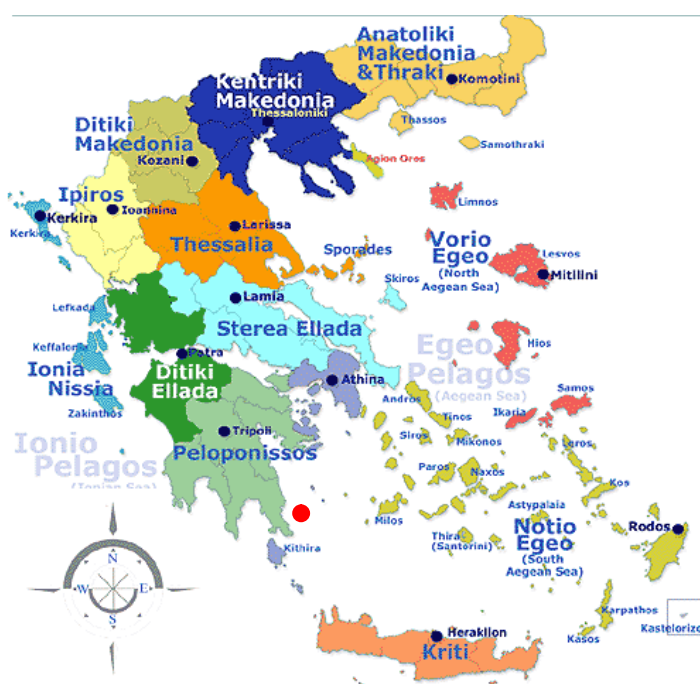 Anatoliki
Makedonia
&Thraki
Komotini
Kentriki
Makedonia
Thessaloniki
Thassos
Samothraki
Ditiki
Makedonia
Kozani
Agion Oros
Ipiros
Ioannina
Kerkira
Kerkira
Limnos
Larissa
Thessalia
Sporades
Vorio
Egeo
(North
Aegean Sea)
Lesvos
Mitilini
Skiros
Lefkada
Lamia
Sterea Ellada
Keffalonia
Patra
Egeo
Pelagos
(Aegean Sea)
Hios
Ionia
Nissia
Ditiki
Ellada
Athina
Zakinthos
Andros
Samos
Ikaria
Tinos
Tripoli
Siros
Mikonos
Leros
Ionio
Pelagos
(Ionian Sea)
Peloponissos
Paros
Naxos
Kos
Astypalaia
Milos
Notio
Egeo
(South
Aegean Sea)
Rodos
Thira
(Santorini)
Kithira
N
W
E
S
Karpathos
Kastelorizo
Kasos
Heraklion
Kriti